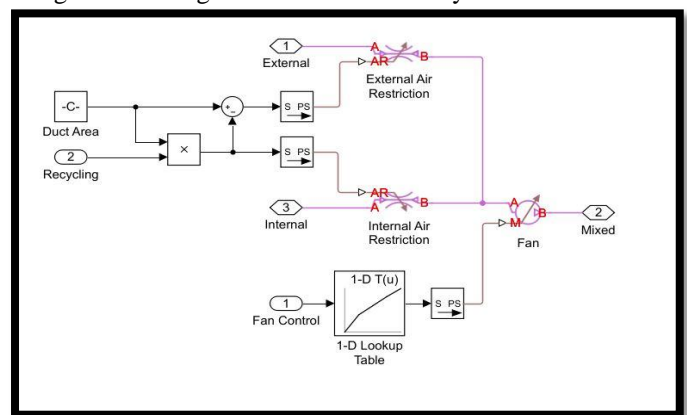 1
External
A
B
AR
External Air
Restriction
-C-
Duct Area
+
-
S PS
×
2
Recycling
S PS
AR
A
B
3
Internal
Internal Air
Restriction
A
B
M
Fan
2
Mixed
1-D T(u)
1
Fan Control
S PS
1-D Lookup
Table